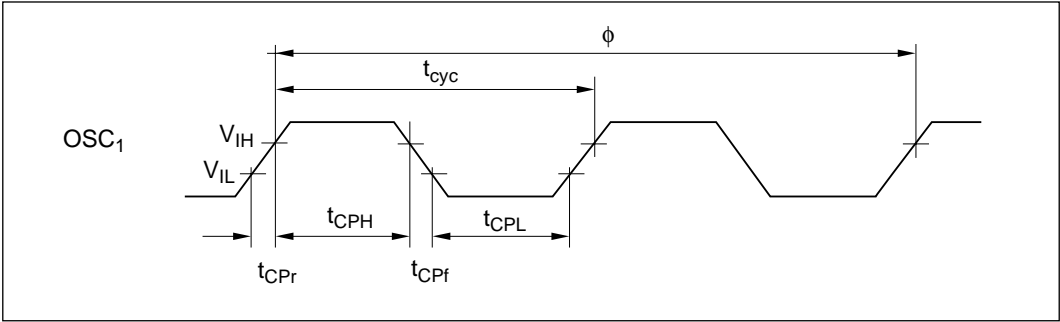 ϕ
tcyc
OSC1
VIH
VIL
tCPH
tCPL
tCPr
tCPf